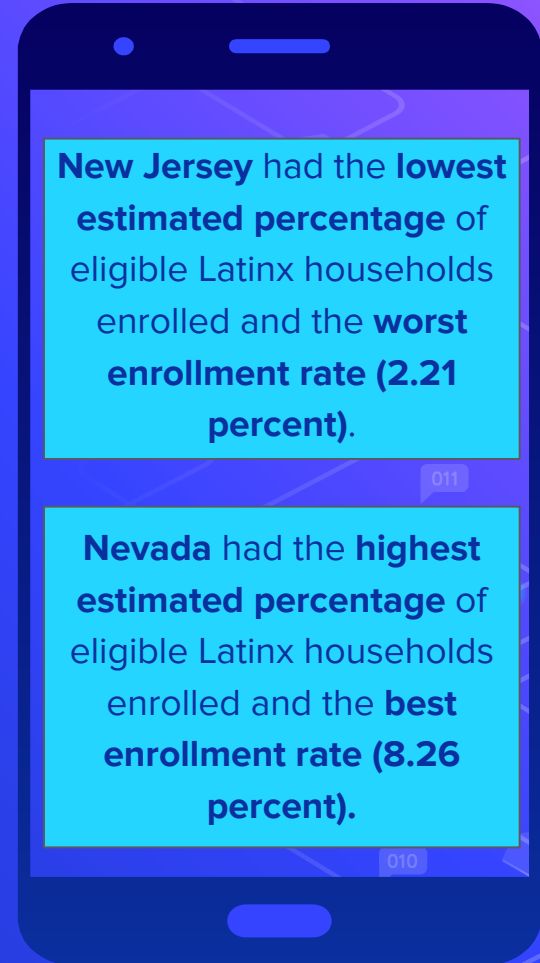 New Jersey had the lowest
estimated percentage of
eligible Latinx households
enrolled and the worst
enrollment rate (2.21
percent).
011
Nevada had the highest
estimated percentage of
eligible Latinx households
enrolled and the best
enrollment rate (8.26
percent).
010